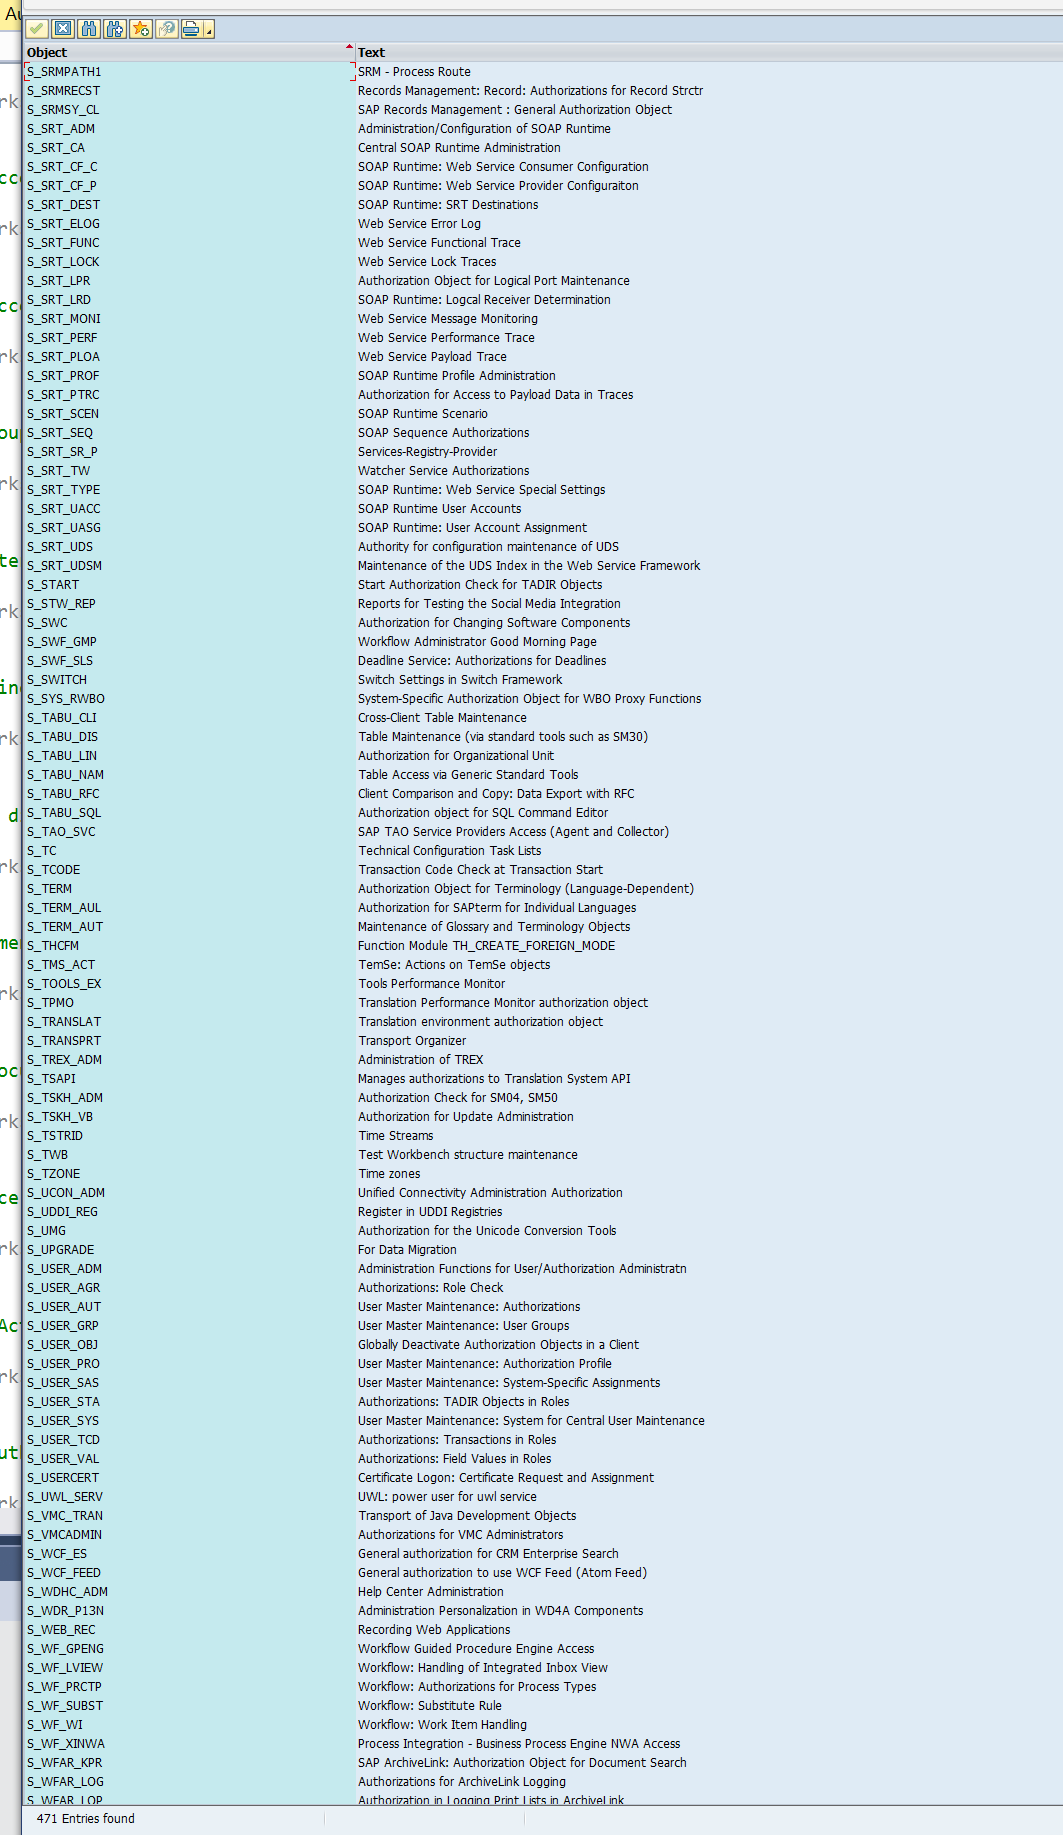 Au
Object Text
S_SRMPATH1 SRM - Process Route
S_SRMRECST Records Management: Record: Authorizations for Record Strctr
S_SRMSY_CL SAP Records Management : General Authorization Object
S_SRT_ADM Administration/Configuration of SOAP Runtime
S_SRT_CA Central SOAP Runtime Administration
S_SRT_CF_C SOAP Runtime: Web Service Consumer Configuration
S_SRT_CF_P SOAP Runtime: Web Service Provider Configuraiton
S_SRT_DEST SOAP Runtime: SRT Destinations
S_SRT_ELOG Web Service Error Log
S_SRT_FUNC Web Service Functional Trace
S_SRT_LOCK Web Service Lock Traces
S_SRT_LPR Authorization Object for Logical Port Maintenance
S_SRT_LRD SOAP Runtime: Logcal Receiver Determination
S_SRT_MONI Web Service Message Monitoring
S_SRT_PERF Web Service Performance Trace
S_SRT_PLOA Web Service Payload Trace
S_SRT_PROF SOAP Runtime Profile Administration
S_SRT_PTRC Authorization for Access to Payload Data in Traces
S_SRT_SCEN SOAP Runtime Scenario
S_SRT_SEQ SOAP Sequence Authorizations
S_SRT_SR_P Services-Registry-Provider
S_SRT_TW Watcher Service Authorizations
S_SRT_TYPE SOAP Runtime: Web Service Special Settings
S_SRT_UACC SOAP Runtime User Accounts
S_SRT_UASG SOAP Runtime: User Account Assignment
S_SRT_UDS Authority for configuration maintenance of UDS
S_SRT_UDSM Maintenance of the UDS Index in the Web Service Framework
S_START Start Authorization Check for TADIR Objects
S_STW_REP Reports for Testing the Social Media Integration
S_SWC Authorization for Changing Software Components
S_SWF_GMP Workflow Administrator Good Morning Page
S_SWF_SLS Deadline Service: Authorizations for Deadlines
S_SWITCH Switch Settings in Switch Framework
S_SYS_RWBO System-Specific Authorization Object for WBO Proxy Functions
S_TABU_CLI Cross-Client Table Maintenance
S_TABU_DIS Table Maintenance (via standard tools such as SM30)
S_TABU_LIN Authorization for Organizational Unit
S_TABU_NAM Table Access via Generic Standard Tools
S_TABU_RFC Client Comparison and Copy: Data Export with RFC
S_TABU_SQL Authorization object for SQL Command Editor
S_TAO_SVC SAP TAO Service Providers Access (Agent and Collector)
S_TC Technical Configuration Task Lists
S_TCODE Transaction Code Check at Transaction Start
S_TERM Authorization Object for Terminology (Language-Dependent)
S_TERM_AUL Authorization for SAPterm for Individual Languages
S_TERM_AUT Maintenance of Glossary and Terminology Objects
S_THCFM Function Module TH_CREATE_FOREIGN_MODE
S_TMS_ACT TemSe: Actions on TemSe objects
S_TOOLS_EX Tools Performance Monitor
S_TPMO Translation Performance Monitor authorization object
S_TRANSLAT Translation environment authorization object
S_TRANSPRT Transport Organizer
S_TREX_ADM Administration of TREX
S_TSAPI Manages authorizations to Translation System API
S_TSKH_ADM Authorization Check for SM04, SM50
S_TSKH_VB Authorization for Update Administration
S_TSTRID Time Streams
S_TWB Test Workbench structure maintenance
S_TZONE Time zones
S_UCON_ADM Unified Connectivity Administration Authorization
S_UDDI_REG Register in UDDI Registries
S_UMG Authorization for the Unicode Conversion Tools
S_UPGRADE For Data Migration
S_USER_ADM Administration Functions for User/Authorization Administratn
S_USER_AGR Authorizations: Role Check
S_USER_AUT User Master Maintenance: Authorizations
S_USER_GRP User Master Maintenance: User Groups
S_USER_OBJ Globally Deactivate Authorization Objects in a Client
S_USER_PRO User Master Maintenance: Authorization Profile
S_USER_SAS User Master Maintenance: System-Specific Assignments
S_USER_STA Authorizations: TADIR Objects in Roles
S_USER_SYS User Master Maintenance: System for Central User Maintenance
S_USER_TCD Authorizations: Transactions in Roles
S_USER_VAL Authorizations: Field Values in Roles
S_USERCERT Certificate Logon: Certificate Request and Assignment
S_UWL_SERV UWL: power user for uwl service
S_VMC_TRAN Transport of Java Development Objects
S_VMCADMIN Authorizations for VMC Administrators
S_WCF_ES General authorization for CRM Enterprise Search
S_WCF_FEED General authorization to use WCF Feed (Atom Feed)
S_WDHC_ADM Help Center Administration
S_WDR_P13N Administration Personalization in WD4A Components
S_WEB_REC Recording Web Applications
S_WF_GPENG Workflow Guided Procedure Engine Access
S_WF_LVIEW Workflow: Handling of Integrated Inbox View
S_WF_PRCTP Workflow: Authorizations for Process Types
S_WF_SUBST Workflow: Substitute Rule
S_WF_WI Workflow: Work Item Handling
S_WF_XINWA Process Integration - Business Process Engine NWA Access
S_WFAR_KPR SAP ArchiveLink: Authorization Object for Document Search
S_WFAR_LOG Authorizations for ArchiveLink Logging
S_WFAR_LOP Authorization in Logging Print Lists in ArchiveLink
471 Entries found